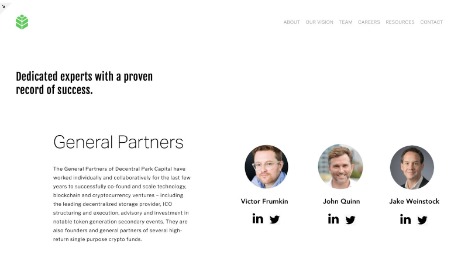 ABOUT OUR VISION TEAM CAREERS RESOURCES CONTACT
Dedicated experts with a proven
record of success.
General Partners
The General Partners of Decentral Park Capital have
worked individually and collaboratively for the last few
years to successfully co-found and scale technology,
blockchain and cryptocurrency ventures – including
the leading decentralized storage provider, ICO
structuring and execution, advisory and investment in
notable token generation secondary events. They are
also founders and general partners of several high-
return single purpose crypto funds.
Victor Frumkin
John Quinn
Jake Weinstock